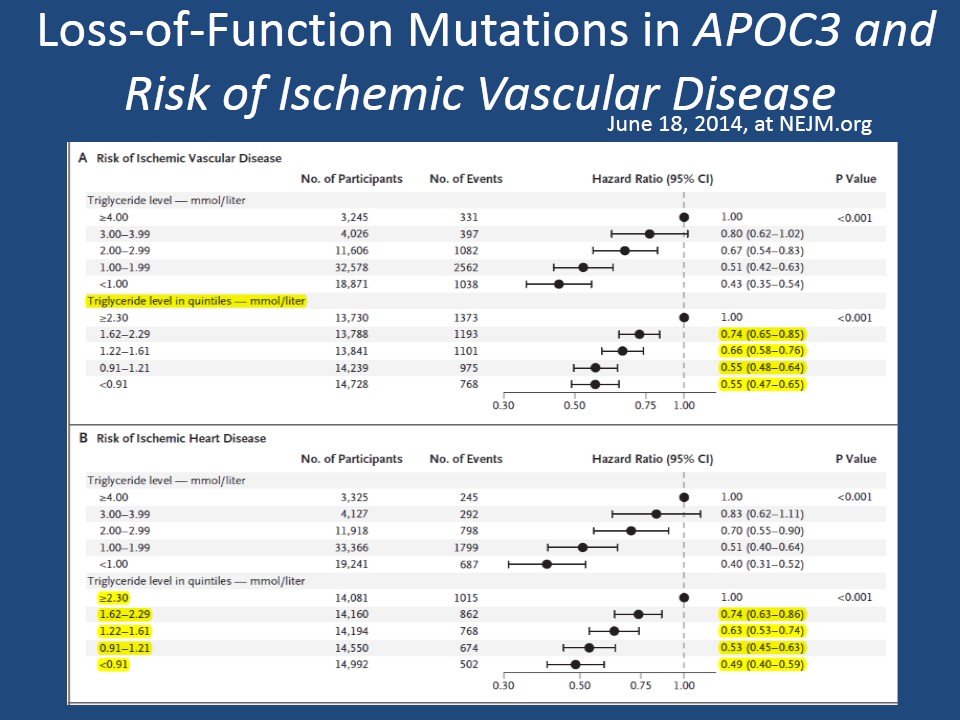 Loss-of-Function Mutations in APOC3 and
Risk of Ischemic Vascular Disease
June 18, 2014, at NEJM.org
A Risk of Ischemic Vascular Disease
No. of Participants No. of Events Hazard Ratio (95% CI) P Value
Triglyceride level — mmol/liter
≥4.00 3,245 331 1.00 <0.001
3.00–3.99 4,026 397 0.80 (0.62–1.02)
2.00–2.99 11,606 1082 0.67 (0.54–0.83)
1.00–1.99 32,578 2562 0.51 (0.42–0.63)
<1.00 18,871 1038 0.43 (0.35–0.54)
Triglyceride level in quintiles — mmol/liter
≥2.30 13,730 1373 1.00 <0.001
1.62–2.29 13,788 1193 0.74 (0.65–0.85)
1.22–1.61 13,841 1101 0.66 (0.58–0.76)
0.91–1.21 14,239 975 0.55 (0.48–0.64)
<0.91 14,728 768 0.55 (0.47–0.65)
0.30 0.50 0.75 1.00
B Risk of Ischemic Heart Disease
No. of Participants No. of Events Hazard Ratio (95% CI) P Value
Triglyceride level — mmol/liter
≥4.00 3,325 245 1.00 <0.001
3.00–3.99 4,127 292 0.83 (0.62–1.11)
2.00–2.99 11,918 798 0.70 (0.55–0.90)
1.00–1.99 33,366 1799 0.51 (0.40–0.64)
<1.00 19,241 687 0.40 (0.31–0.52)
Triglyceride level in quintiles — mmol/liter
≥2.30 14,081 1015 1.00 <0.001
1.62–2.29 14,160 862 0.74 (0.63–0.86)
1.22–1.61 14,194 768 0.63 (0.53–0.74)
0.91–1.21 14,550 674 0.53 (0.45–0.63)
<0.91 14,992 502 0.49 (0.40–0.59)
0.30 0.50 0.75 1.00